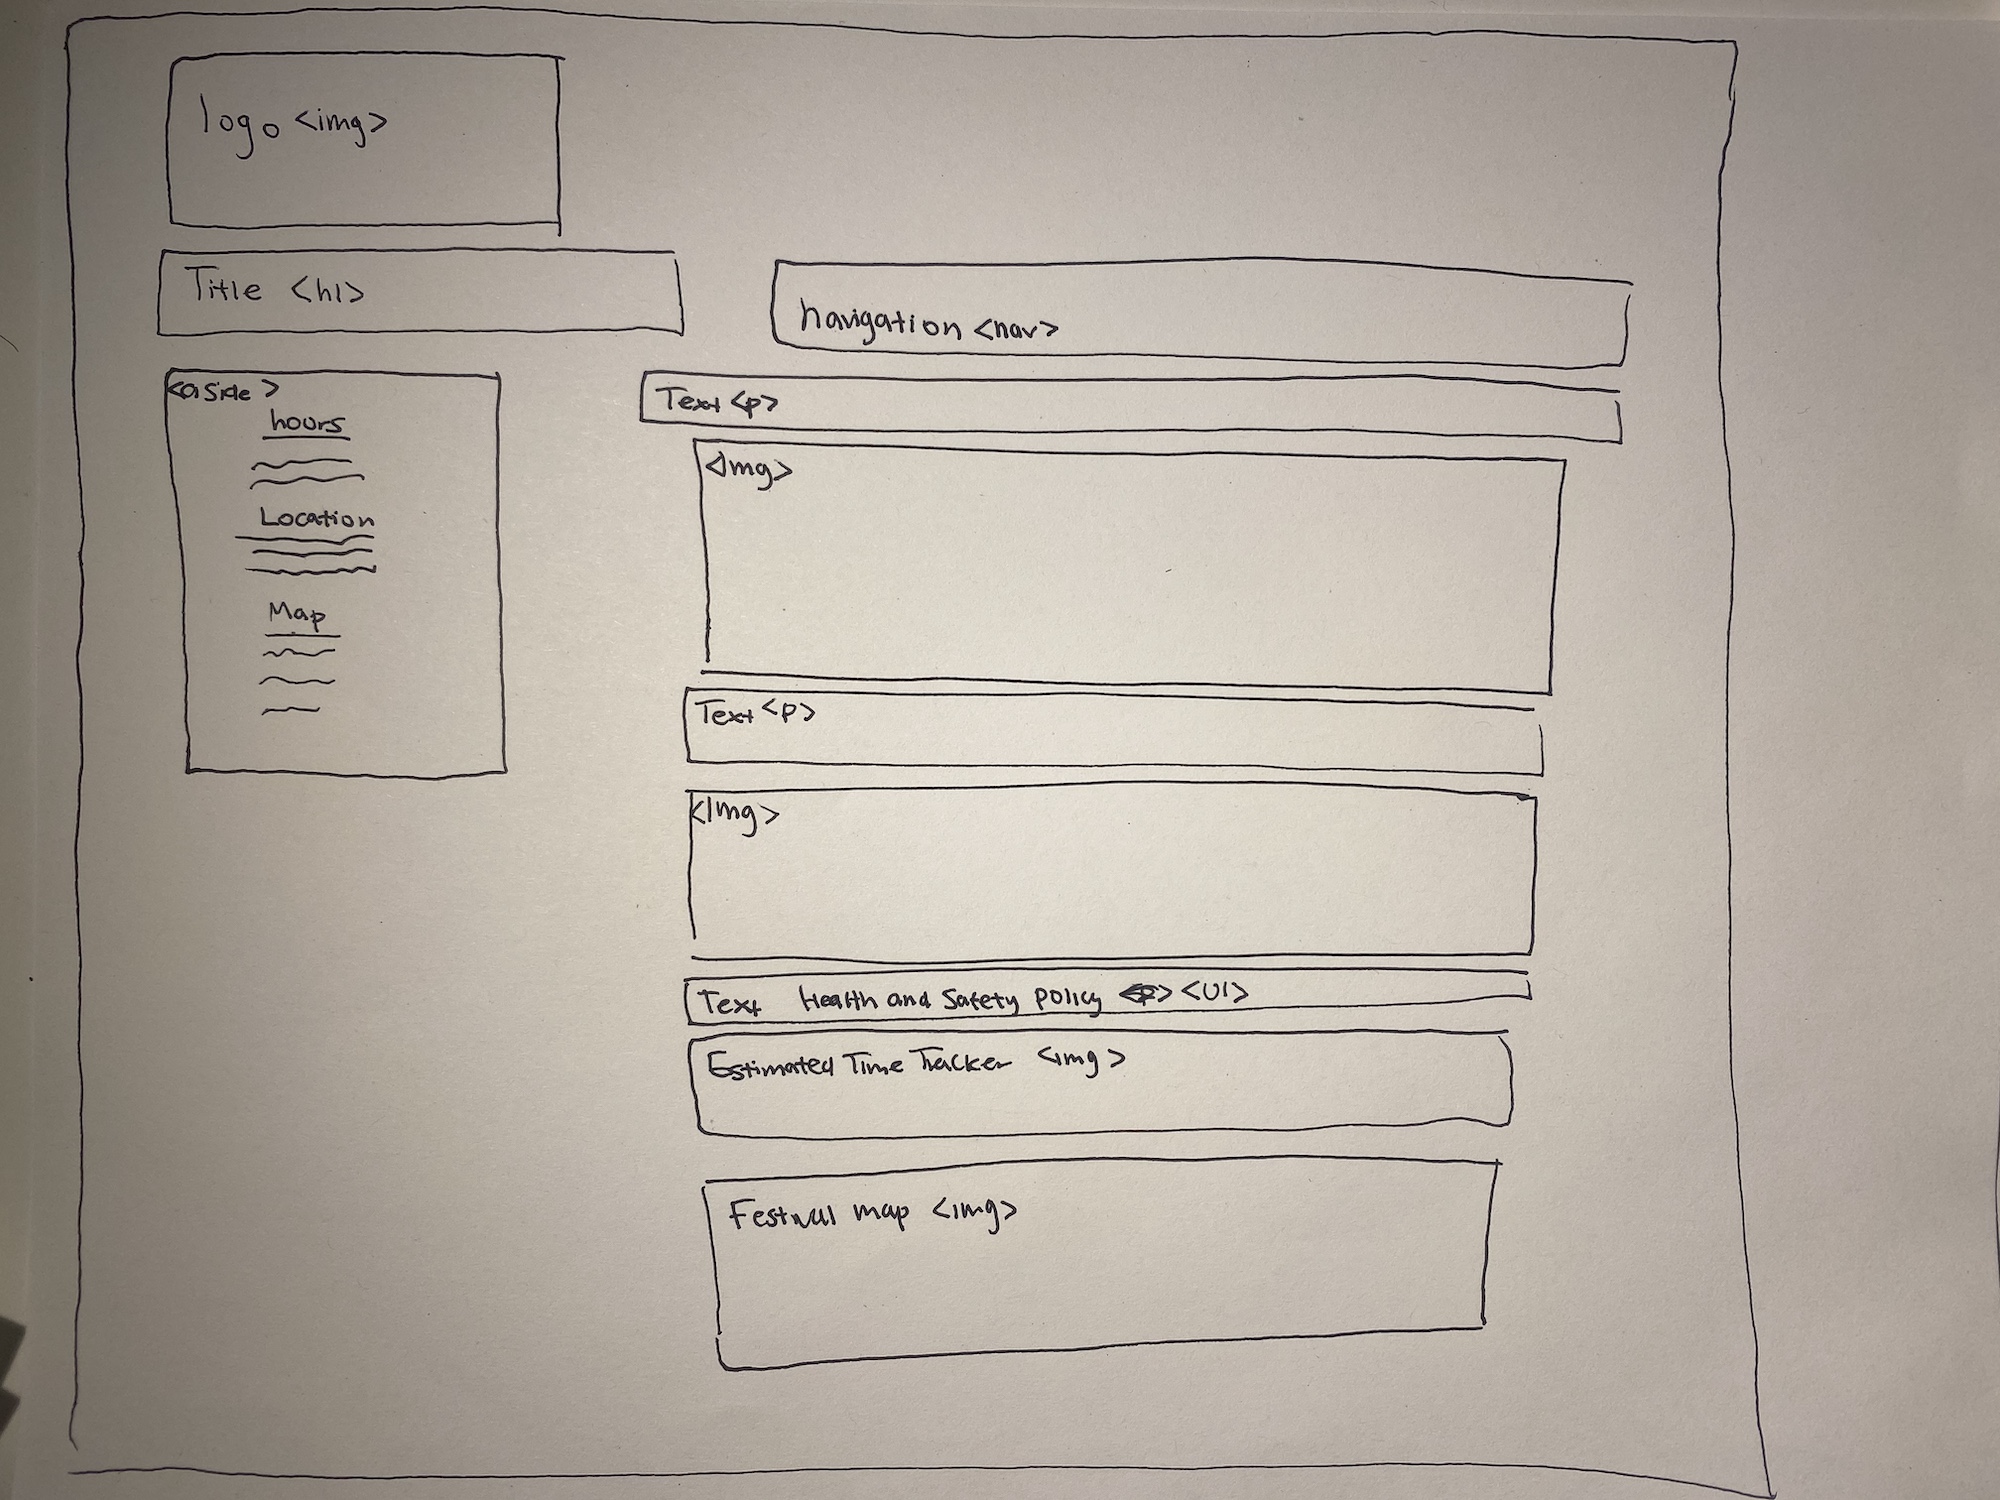 logo <img>
Title <h1>
navigation <nav>
<aside>
hours
Location
Map
Text <p>
<Img>
Text <p>
<Img>
Text Health and Safety policy <p> <Ul>
Estimated Time Tracker <img>
Festival map <img>